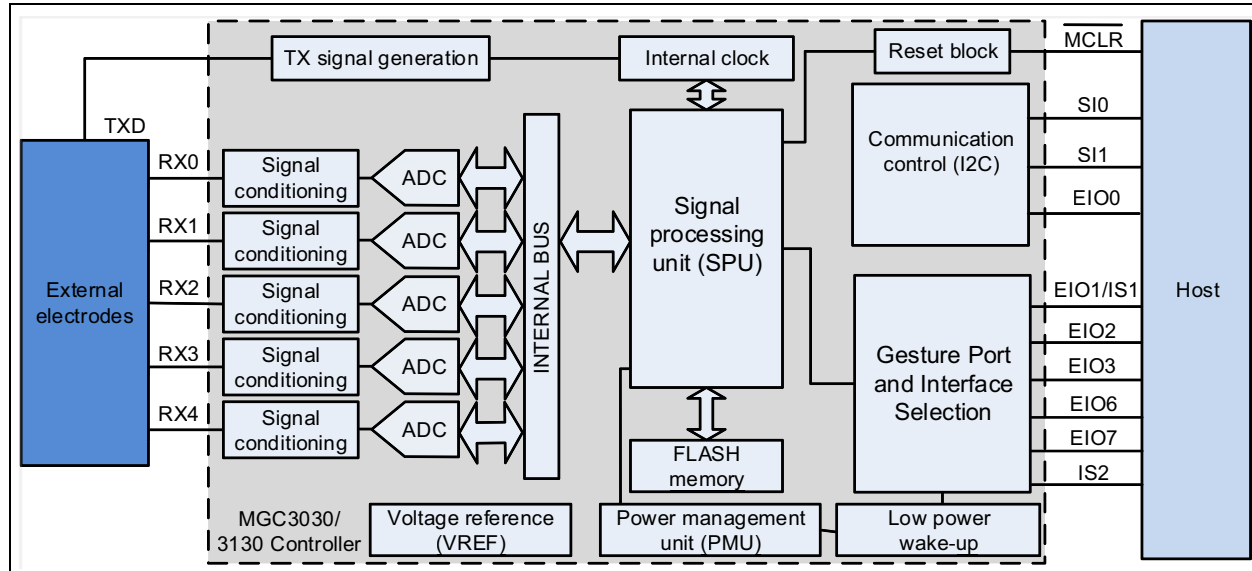 TX signal generation
Internal clock
Reset block
MCLR
TXD
RX0
Signal
conditioning
ADC
RX1
Signal
conditioning
ADC
RX2
Signal
conditioning
ADC
RX3
Signal
conditioning
ADC
RX4
Signal
conditioning
ADC
External
electrodes
INTERNAL BUS
Signal
processing
unit (SPU)
Communication
control (I2C)
SI0
SI1
EIO0
Host
Gesture Port
and Interface
Selection
EIO1/IS1
EIO2
EIO3
EIO6
EIO7
IS2
FLASH
memory
MGC3030/
3130 Controller
Voltage reference
(VREF)
Power management
unit (PMU)
Low power
wake-up